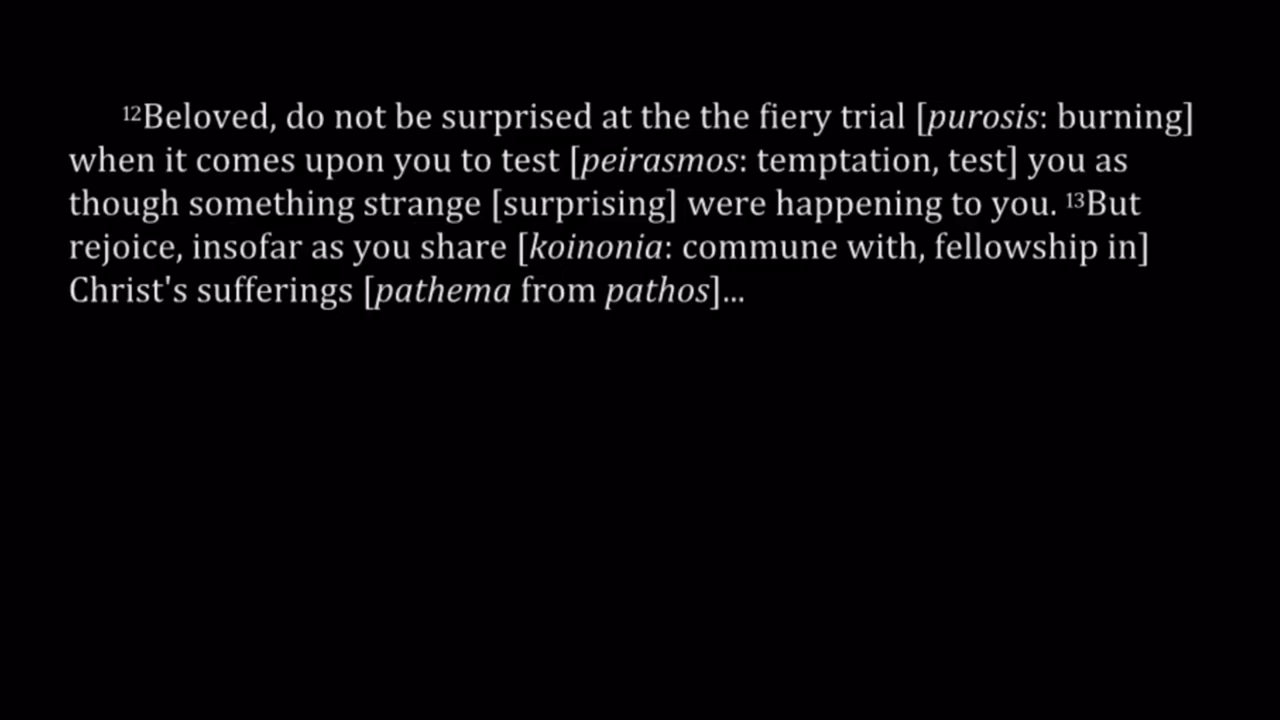 ¹²Beloved, do not be surprised at the the fiery trial [purosis: burning]
when it comes upon you to test [peirasmos: temptation, test] you as
though something strange [surprising] were happening to you. ¹³But
rejoice, insofar as you share [koinonia: commune with, fellowship in]
Christ's sufferings [pathema from pathos]...